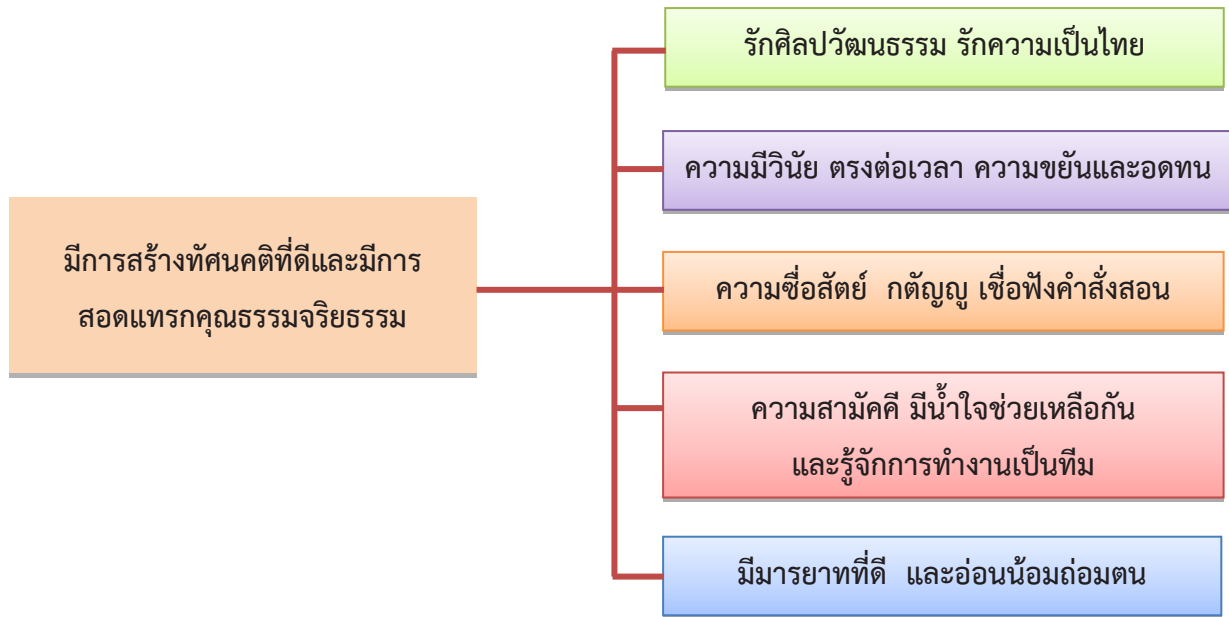 มีการสร้างทัศนคติที่ดีและมีการ
สอดแทรกคุณธรรมจริยธรรม
รักศิลปวัฒนธรรม รักความเป็นไทย
ความมีวินัย ตรงต่อเวลา ความขยันและอดทน
ความซื่อสัตย์ กตัญญู เชื่อฟังคำสั่งสอน
ความสามัคคี มีน้ำใจช่วยเหลือกัน
และรู้จักการทำงานเป็นทีม
มีมารยาทที่ดี และอ่อนน้อมถ่อมตน